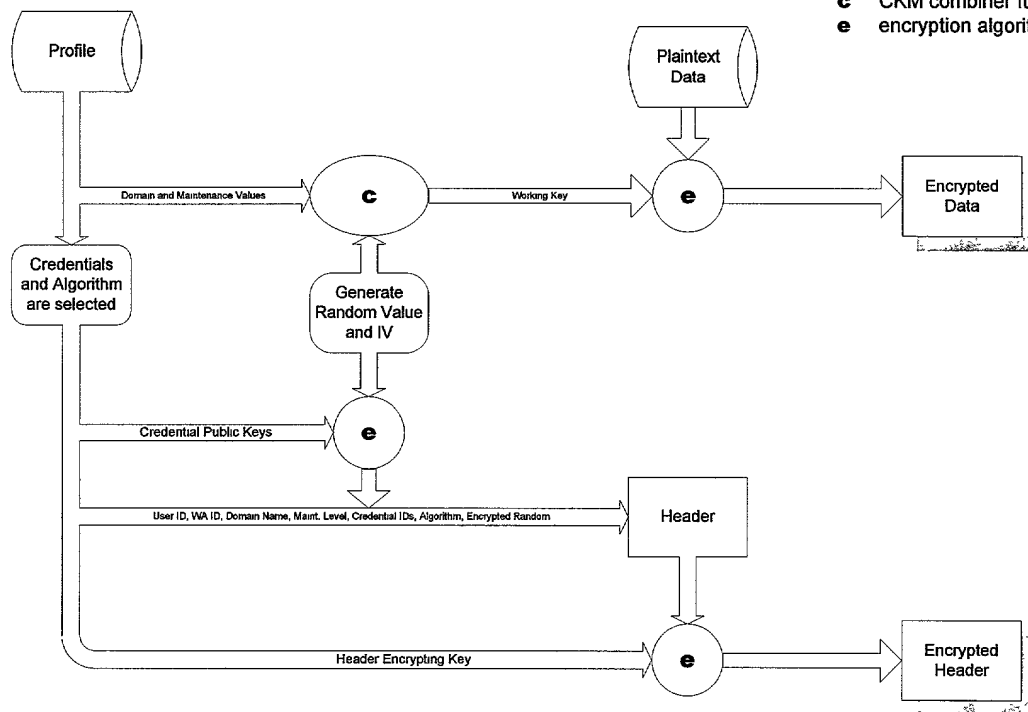 c CKM combiner
e encryption
Profile
Plaintext
Data
Domain and Maintenance Values
c
Working Key
e
Encrypted
Data
Credentials
and Algorithm
are selected
Generate
Random Value
and IV
Credential Public Keys
e
User ID, WA ID, Domain Name, Maint. Level, Credential IDs, Algorithm, Encrypted Random
Header
Header Encrypting Key
e
Encrypted
Header